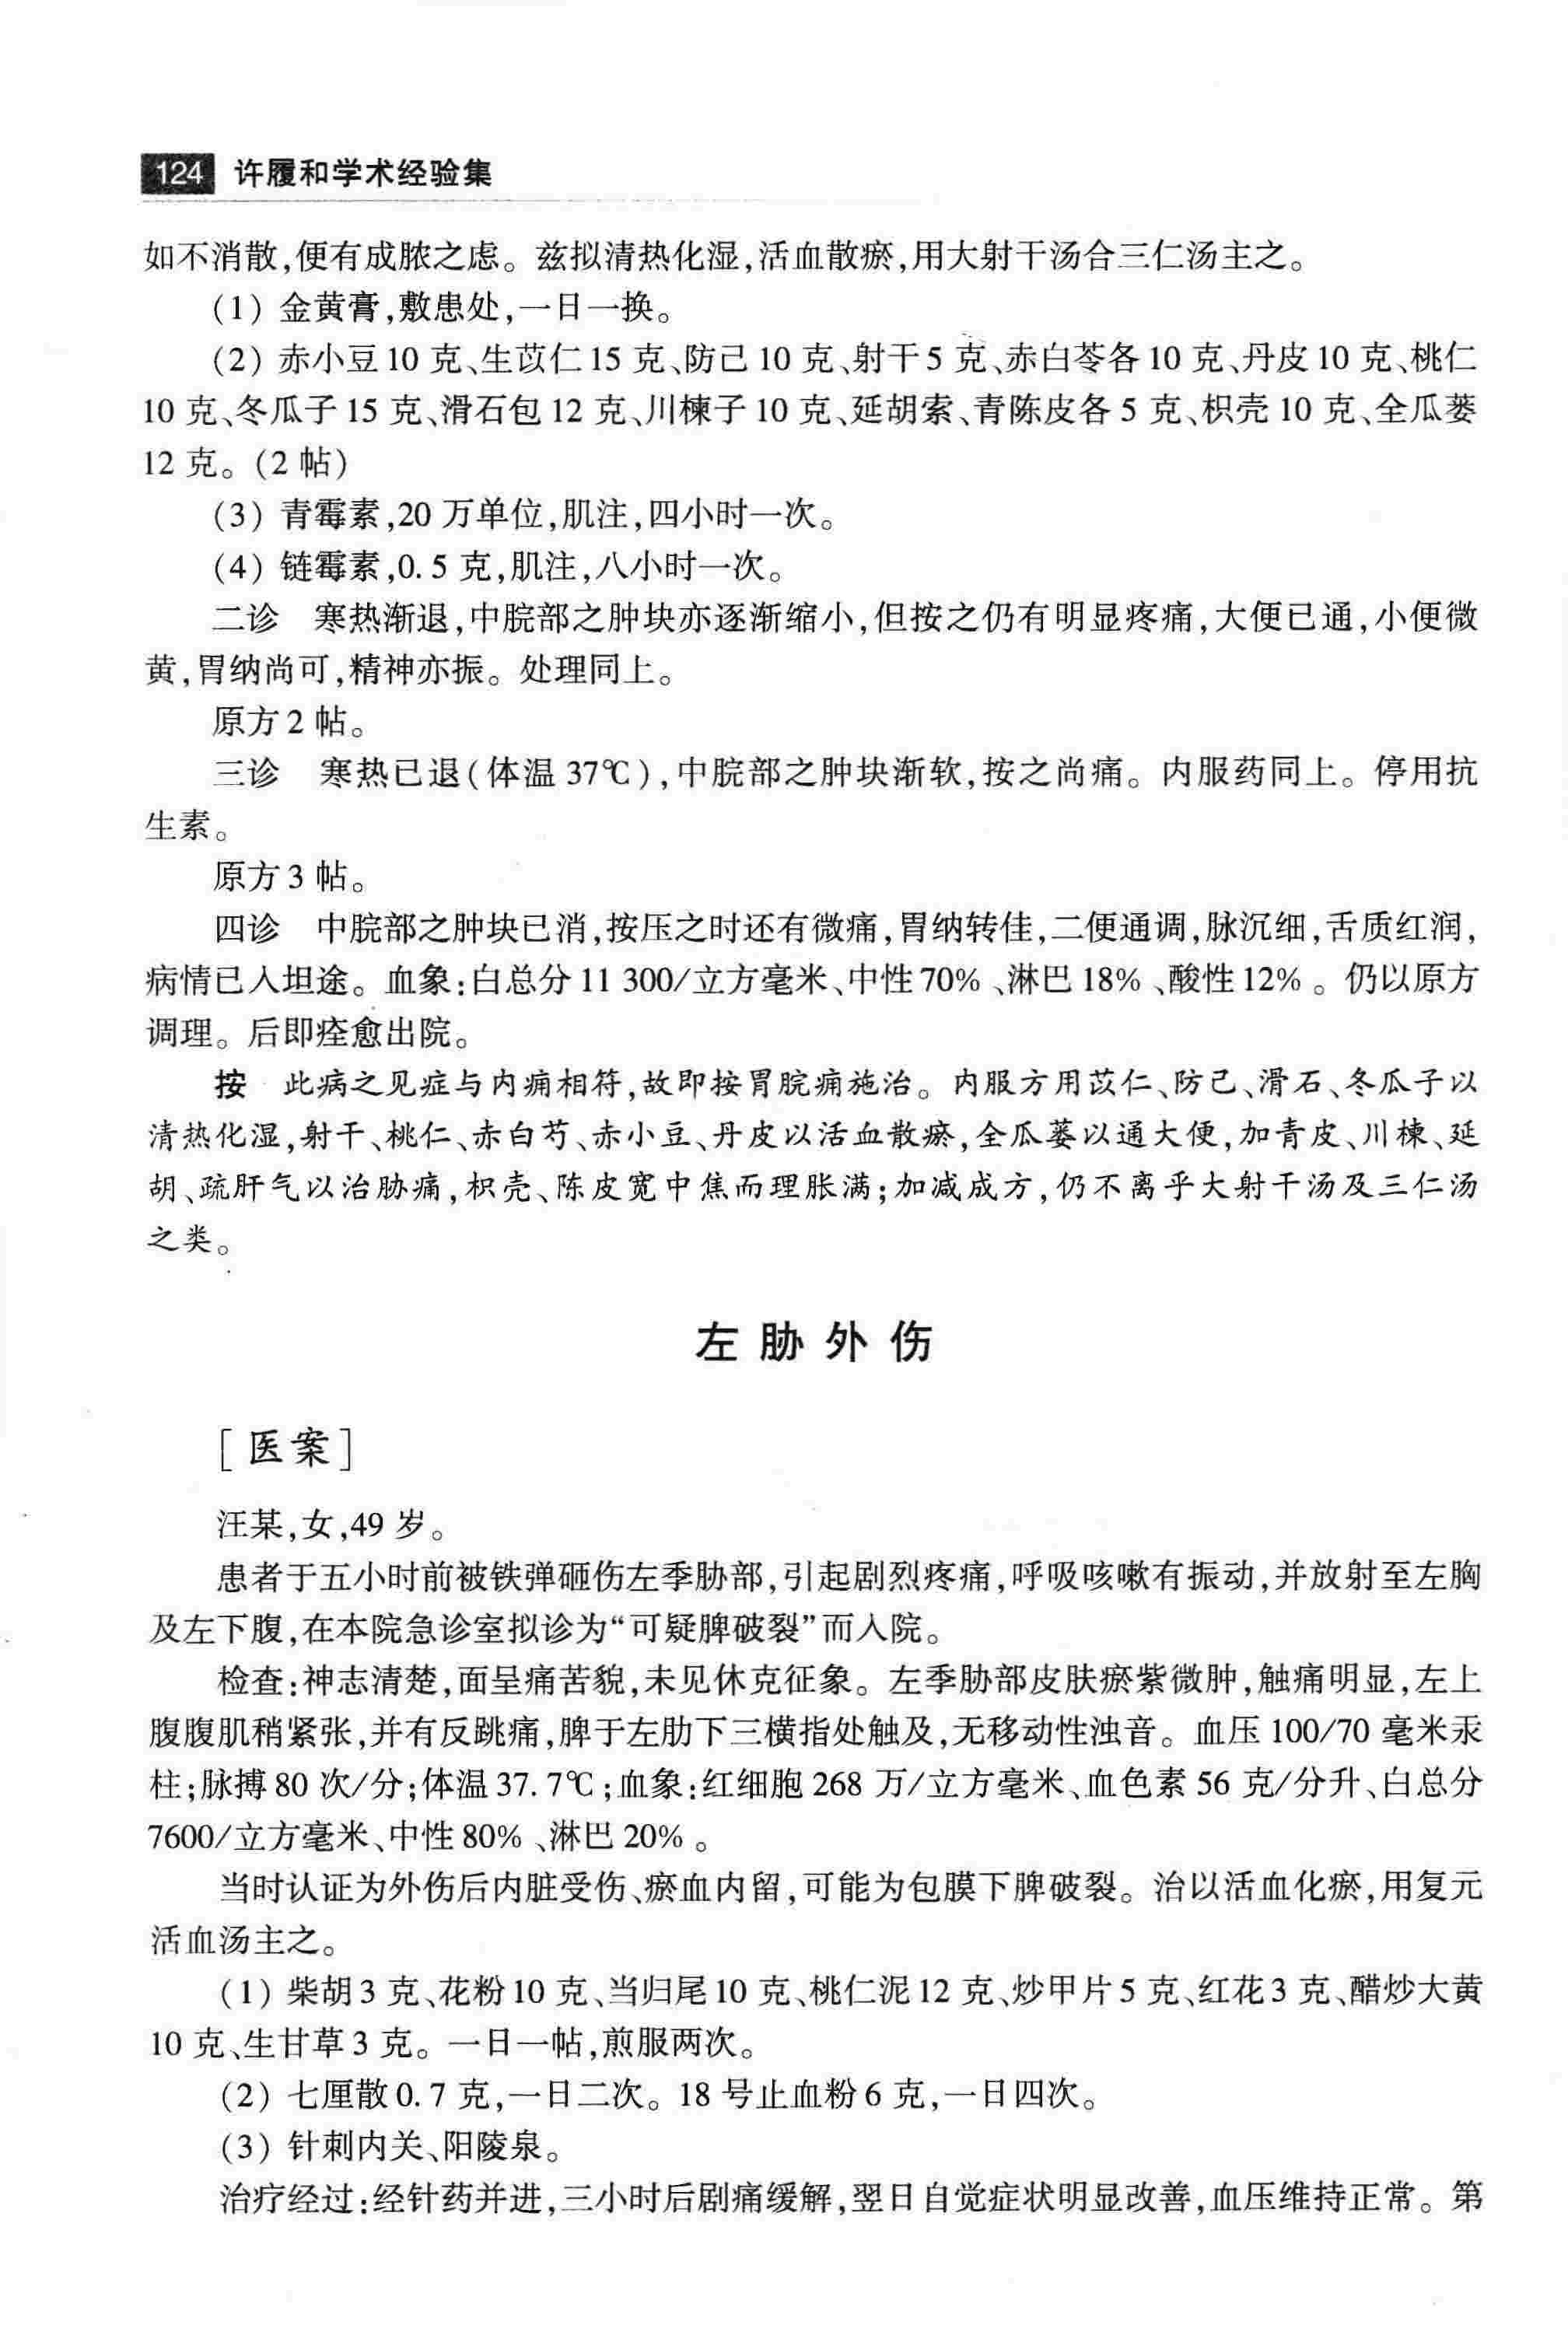 124 许履和学术经验集
如不消散,便有成脓之虑。兹拟清热化湿,活血散瘀,用大射干汤合三仁汤主之。
(1) 金黄膏,敷患处,一日一换。
(2) 赤小豆 10 克、生苡仁 15 克、防己 10 克、射干 5 克、赤白苓各 10 克、丹皮 10 克、桃仁
10 克、冬瓜子 15 克、滑石包 12 克、川楝子 10 克、延胡索、青陈皮各 5 克、枳壳 10 克、全瓜蒌
12 克。(2 帖)
(3) 青霉素,20 万单位,肌注,四小时一次。
(4) 链霉素,0.5 克,肌注,八小时一次。
二诊 寒热渐退,中脘部之肿块亦逐渐缩小,但按之仍有明显疼痛,大便已通,小便微
黄,胃纳尚可,精神亦振。处理同上。
原方 2 帖。
三诊 寒热已退(体温 37℃),中脘部之肿块渐软,按之尚痛。内服药同上。停用抗
生素。
原方 3 帖。
四诊 中脘部之肿块已消,按压之时还有微痛,胃纳转佳,二便通调,脉沉细,舌质红润,
病情已入坦途。血象:白总分 11 300/立方毫米、中性 70%、淋巴 18%、酸性 12%。仍以原方
调理。后即痊愈出院。
按 此病之见症与内痈相符,故即按胃脘痈施治。内服方用苡仁、防己、滑石、冬瓜子以
清热化湿,射干、桃仁、赤白芍、赤小豆、丹皮以活血散瘀,全瓜蒌以通大便,加青皮、川楝、延
胡、疏肝气以治胁痛,枳壳、陈皮宽中焦而理胀满;加减成方,仍不离乎大射干汤及三仁汤
之类。
左胁外伤
[医案]
汪某,女,49 岁。
患者于五小时前被铁弹砸伤左季胁部,引起剧烈疼痛,呼吸咳嗽有振动,并放射至左胸
及左下腹,在本院急诊室拟诊为“可疑脾破裂”而入院。
检查:神志清楚,面呈痛苦貌,未见休克征象。左季胁部皮肤瘀紫微肿,触痛明显,左上
腹腹肌稍紧张,并有反跳痛,脾于左肋下三横指处触及,无移动性浊音。血压 100/70 毫米汞
柱;脉搏 80 次/分;体温 37.7℃;血象:红细胞 268 万/立方毫米、血色素 56 克/分升、白总分
7600/立方毫米、中性 80%、淋巴 20%。
当时认证为外伤后内脏受伤、瘀血内留,可能为包膜下脾破裂。治以活血化瘀,用复元
活血汤主之。
(1) 柴胡 3 克、花粉 10 克、当归尾 10 克、桃仁泥 12 克、炒甲片 5 克、红花 3 克、醋炒大黄
10 克、生甘草 3 克。一日一帖,煎服两次。
(2) 七厘散 0.7 克,一日二次。18 号止血粉 6 克,一日四次。
(3) 针刺内关、阳陵泉。
治疗经过:经针药并进,三小时后剧痛缓解,翌日自觉症状明显改善,血压维持正常。第